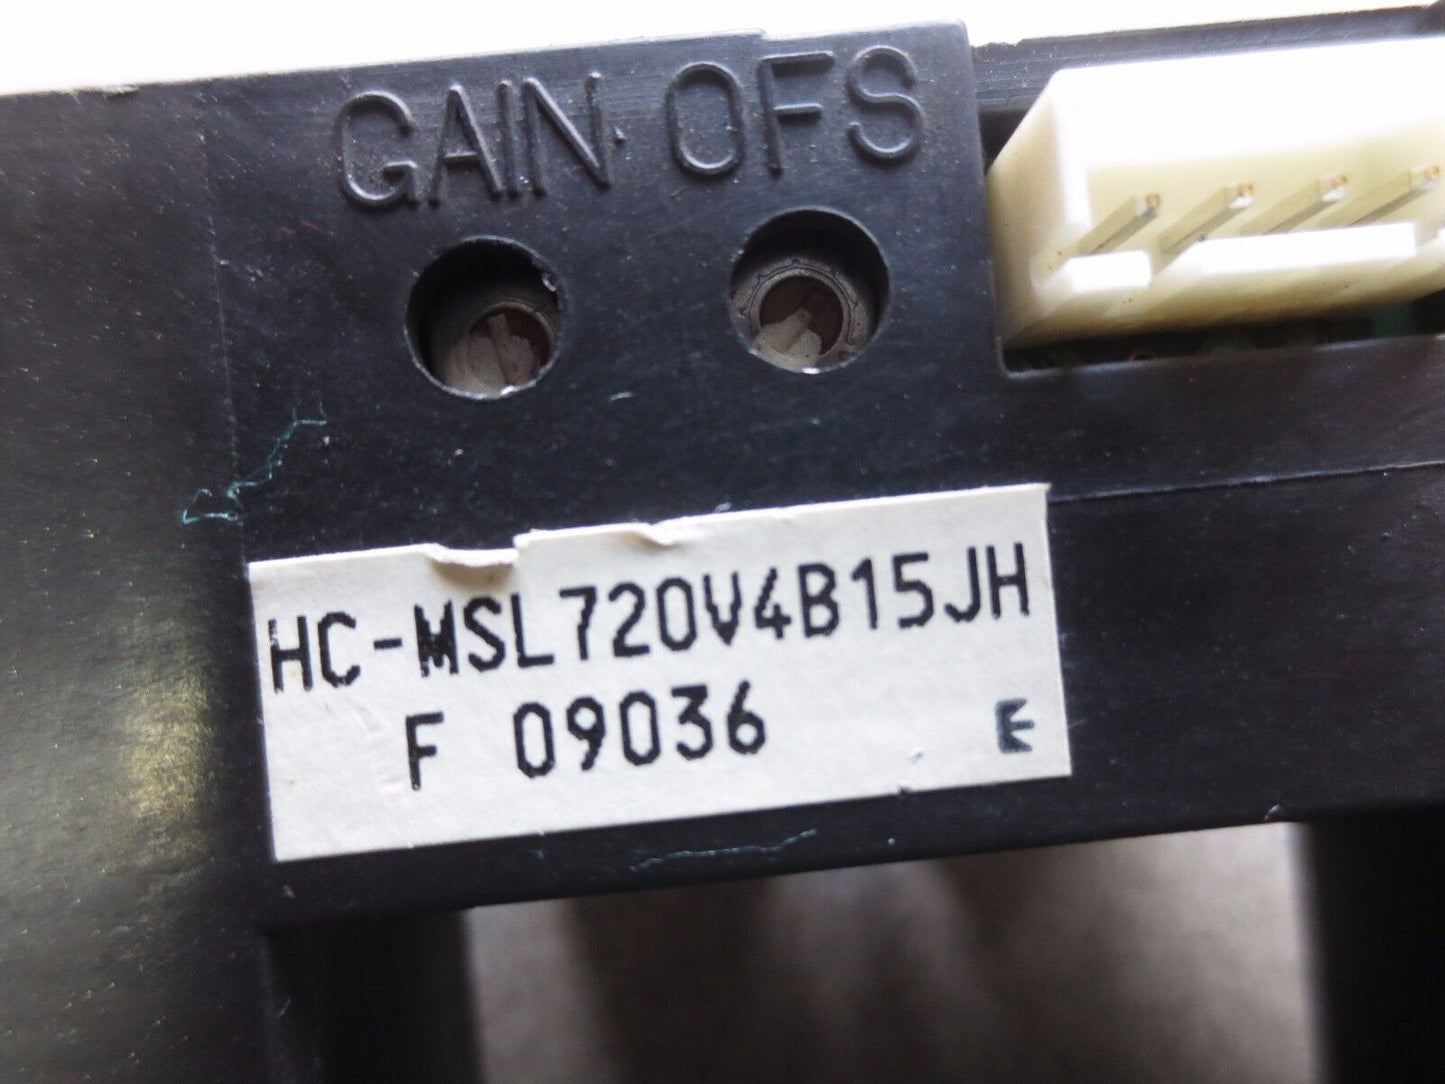 GAIN OFS
HC-MSL720V4B15JH
F 09036 E